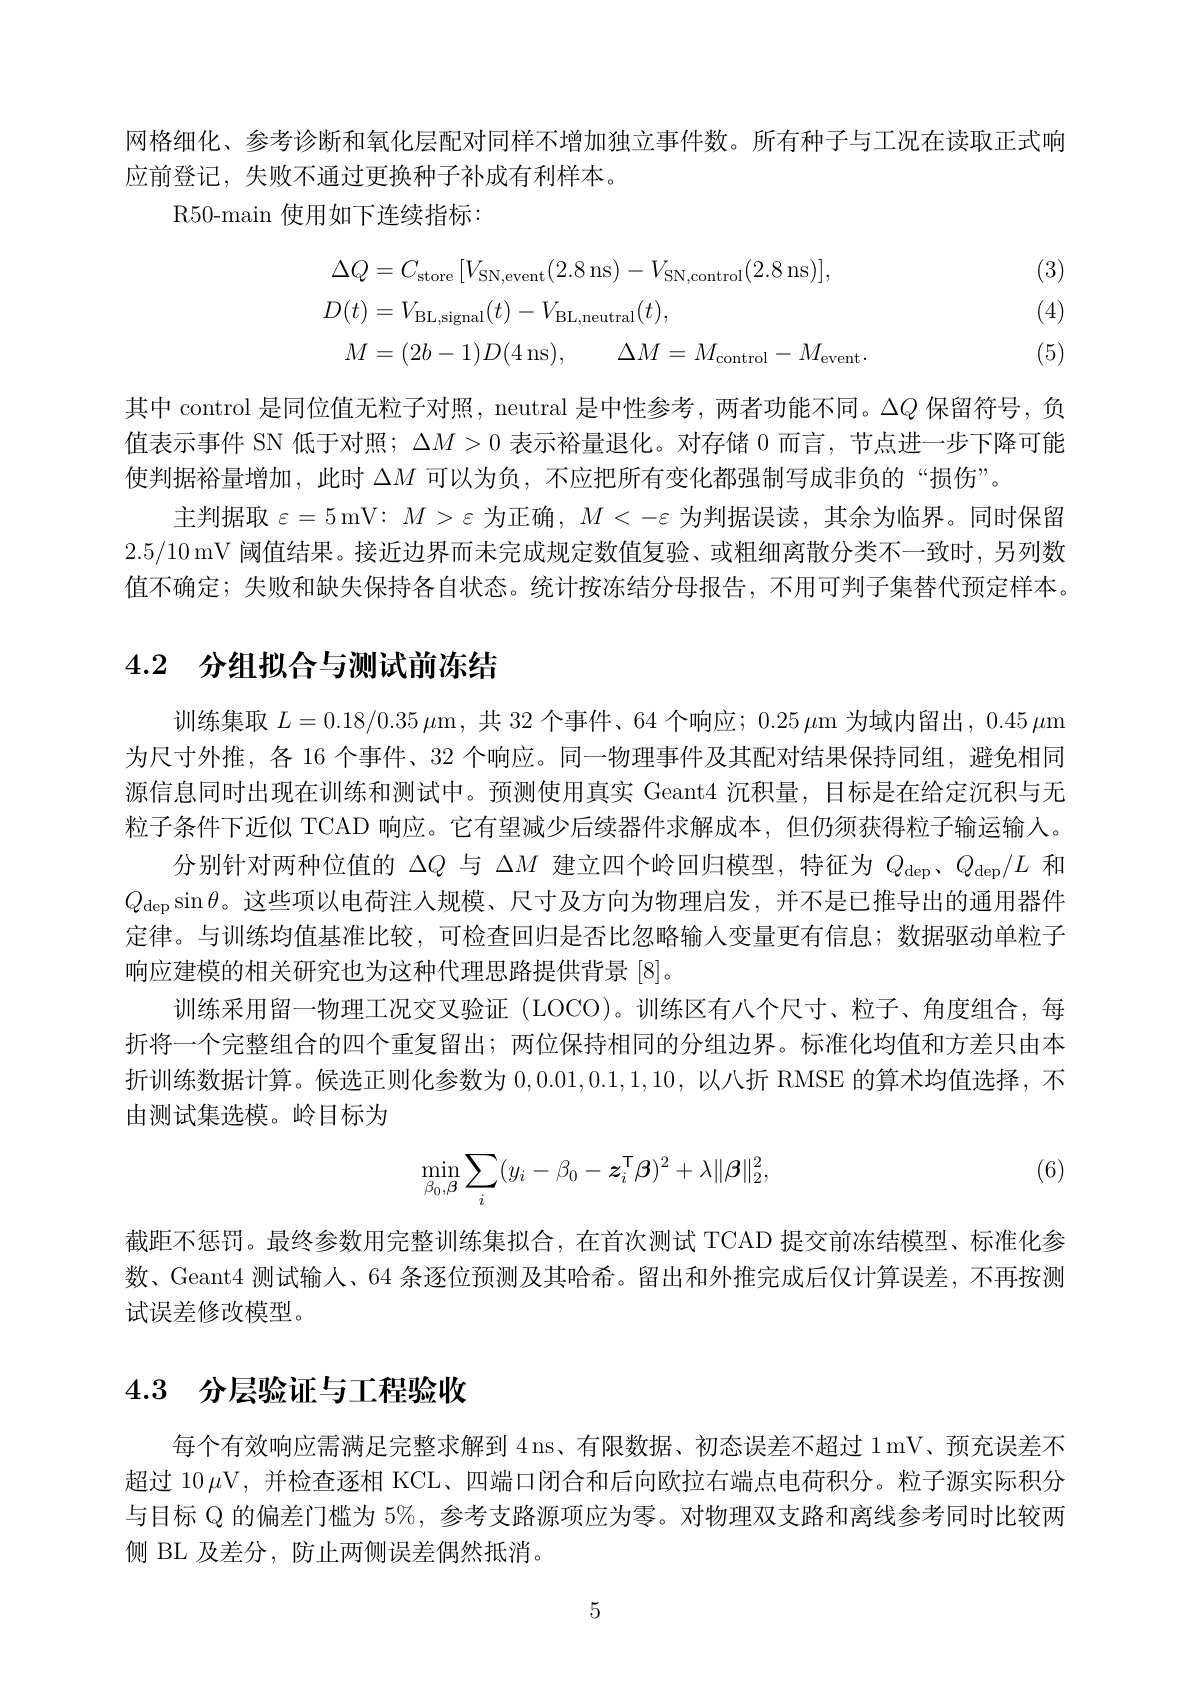 网格细化、参考诊断和氧化层配对同样不增加独立事件数。所有种子与工况在读取正式响
应前登记，失败不通过更换种子补成有利样本。
R50-main 使用如下连续指标：
ΔQ = C_store [V_SN,event(2.8 ns) − V_SN,control(2.8 ns)], (3)
D(t) = V_BL,signal(t) − V_BL,neutral(t), (4)
M = (2b − 1)D(4 ns), ΔM = M_control − M_event. (5)
其中 control 是同位值无粒子对照，neutral 是中性参考，两者功能不同。ΔQ 保留符号，负
值表示事件 SN 低于对照；ΔM > 0 表示裕量退化。对存储 0 而言，节点进一步下降可能
使判据裕量增加，此时 ΔM 可以为负，不应把所有变化都强制写成非负的“损伤”。
主判据取 ε = 5 mV：M > ε 为正确，M < −ε 为判据误读，其余为临界。同时保留
2.5/10 mV 阈值结果。接近边界而未完成规定数值复验、或粗细离散分类不一致时，另列数
值不确定；失败和缺失保持各自状态。统计按冻结分母报告，不用可判子集替代预定样本。
4.2 分组拟合与测试前冻结
训练集取 L = 0.18/0.35 μm，共 32 个事件、64 个响应；0.25 μm 为域内留出，0.45 μm
为尺寸外推，各 16 个事件、32 个响应。同一物理事件及其配对结果保持同组，避免相同
源信息同时出现在训练和测试中。预测使用真实 Geant4 沉积量，目标是在给定沉积与无
粒子条件下近似 TCAD 响应。它有望减少后续器件求解成本，但仍须获得粒子输运输入。
分别针对两种位值的 ΔQ 与 ΔM 建立四个岭回归模型，特征为 Q_dep、Q_dep/L 和
Q_dep sin θ。这些项以电荷注入规模、尺寸及方向为物理启发，并不是已推导出的通用器件
定律。与训练均值基准比较，可检查回归是否比忽略输入变量更有信息；数据驱动单粒子
响应建模的相关研究也为这种代理思路提供背景 [8]。
训练采用留一物理工况交叉验证（LOCO）。训练区有八个尺寸、粒子、角度组合，每
折将一个完整组合的四个重复留出；两位保持相同的分组边界。标准化均值和方差只由本
折训练数据计算。候选正则化参数为 0, 0.01, 0.1, 1, 10，以八折 RMSE 的算术均值选择，不
由测试集选模。岭目标为
min_{β₀,β} ∑_i (y_i − β₀ − z_i^⊤ β)² + λ‖β‖₂², (6)
截距不惩罚。最终参数用完整训练集拟合，在首次测试 TCAD 提交前冻结模型、标准化参
数、Geant4 测试输入、64 条逐位预测及其哈希。留出和外推完成后仅计算误差，不再按测
试误差修改模型。
4.3 分层验证与工程验收
每个有效响应需满足完整求解到 4 ns、有限数据、初态误差不超过 1 mV、预充误差不
超过 10 μV，并检查逐相 KCL、四端口闭合和后向欧拉右端点电荷积分。粒子源实际积分
与目标 Q 的偏差门槛为 5%，参考支路源项应为零。对物理双支路和离线参考同时比较两
侧 BL 及差分，防止两侧误差偶然抵消。
5